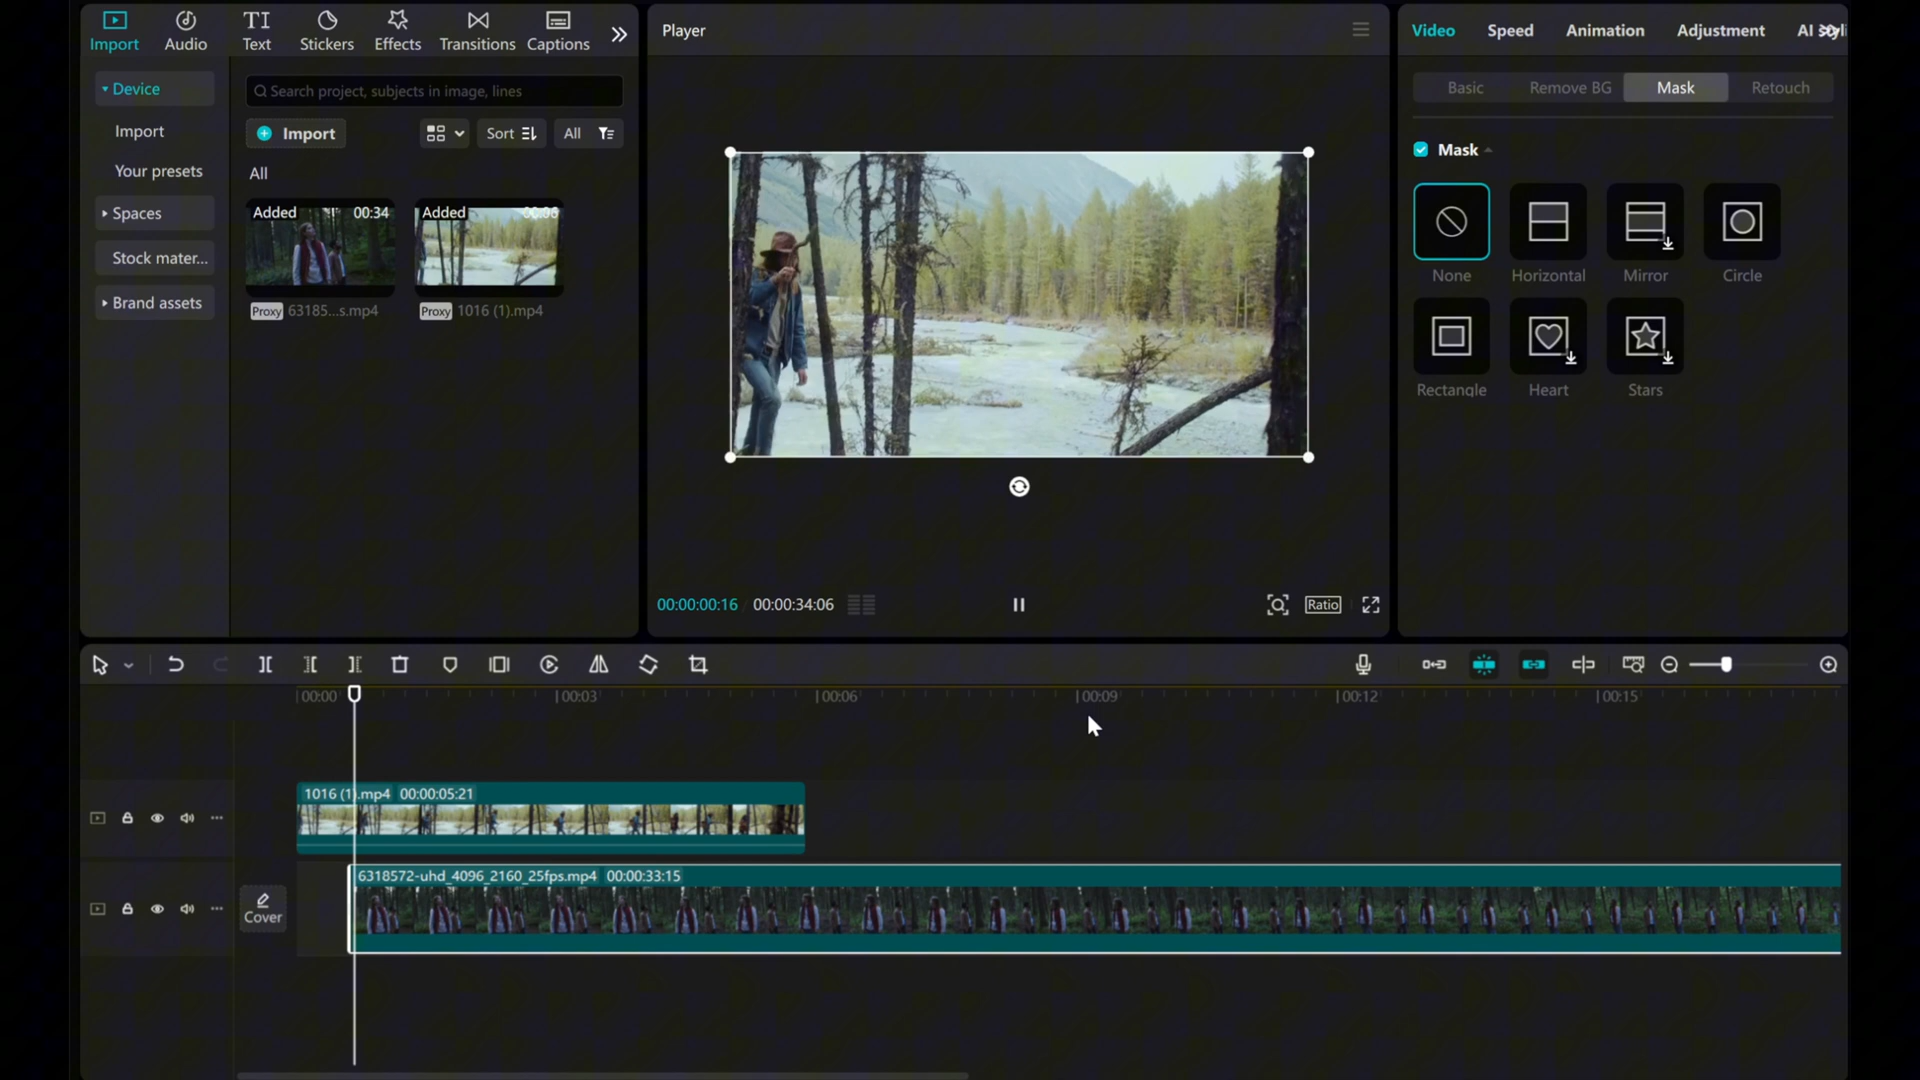 Import
Audio
Text
Stickers
Effects
Transitions
Captions
Player
Video
Speed
Animation
Adjustment
AI
Device
Import
Your presets
Spaces
Stock mater...
Brand assets
Search project, subjects in image, lines
Import
Sort
All
All
Added 00:34
Added 00:06
Proxy 63185...s.mp4
Proxy 1016 (1).mp4
Basic
Remove BG
Mask
Retouch
Mask
None
Horizontal
Mirror
Circle
Rectangle
Heart
Stars
00:00:00:16
00:00:34:06
Ratio
00:00
00:03
00:06
00:09
00:12
00:15
1016 (1).mp4 00:00:05:21
Cover
6318572-uhd_4096_2160_25fps.mp4 00:00:33:15